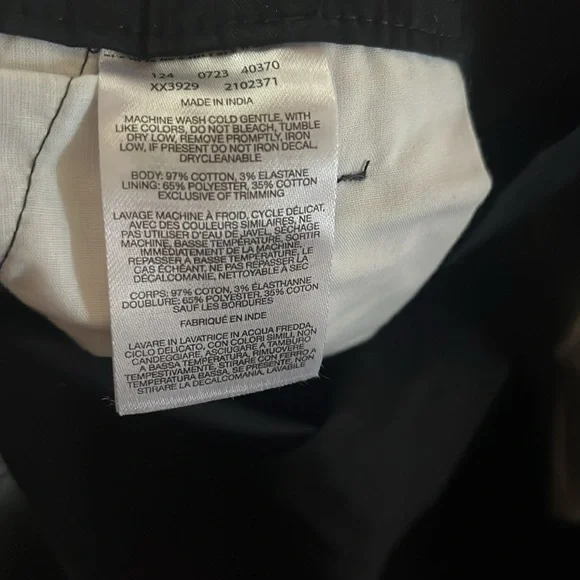 124 0723 40370
XX3929 2102371
MADE IN INDIA
MACHINE WASH COLD GENTLE, WITH
LIKE COLORS, DO NOT BLEACH, TUMBLE
DRY LOW, REMOVE PROMPTLY, IRON
LOW, IF PRESENT DO NOT IRON DECAL,
DRYCLEANABLE
BODY: 97% COTTON, 3% ELASTANE
LINING: 65% POLYESTER, 35% COTTON
EXCLUSIVE OF TRIMMING
LAVAGE MACHINE À FROID, CYCLE DÉLICAT,
AVEC DES COULEURS SIMILAIRES, NE
PAS UTILISER D'EAU DE JAVEL, SECHAGE
MACHINE, BASSE TEMPÉRATURE, SORTIR
IMMÉDIATEMENT DE LA MACHINE,
REPASSER A BASSE TEMPÉRATURE, LE
CAS ÉCHÉANT, NE PAS REPASSER LA
DÉCALCOMANIE, NETTOYABLE A SEC
CORPS: 97% COTON, 3% ÉLASTHANNE
DOUBLURE: 65% POLYESTER, 35% COTON
SAUF LES BORDURES
FABRIQUÉ EN INDE
LAVARE IN LAVATRICE IN ACQUA FREDDA,
CICLO DELICATO, CON COLORI SIMILI NON
CANDEGGIARE, ASCIUGARE A TAMBURO
A BASSA TEMPERATURA, RIMUOVERE
TEMPESTIVAMENTE, STIRARE CON FERRO A
TEMPERATURA BASSA, SE PRESENTE, NON
STIRARE LA DECALCOMANIA, LAVABILE